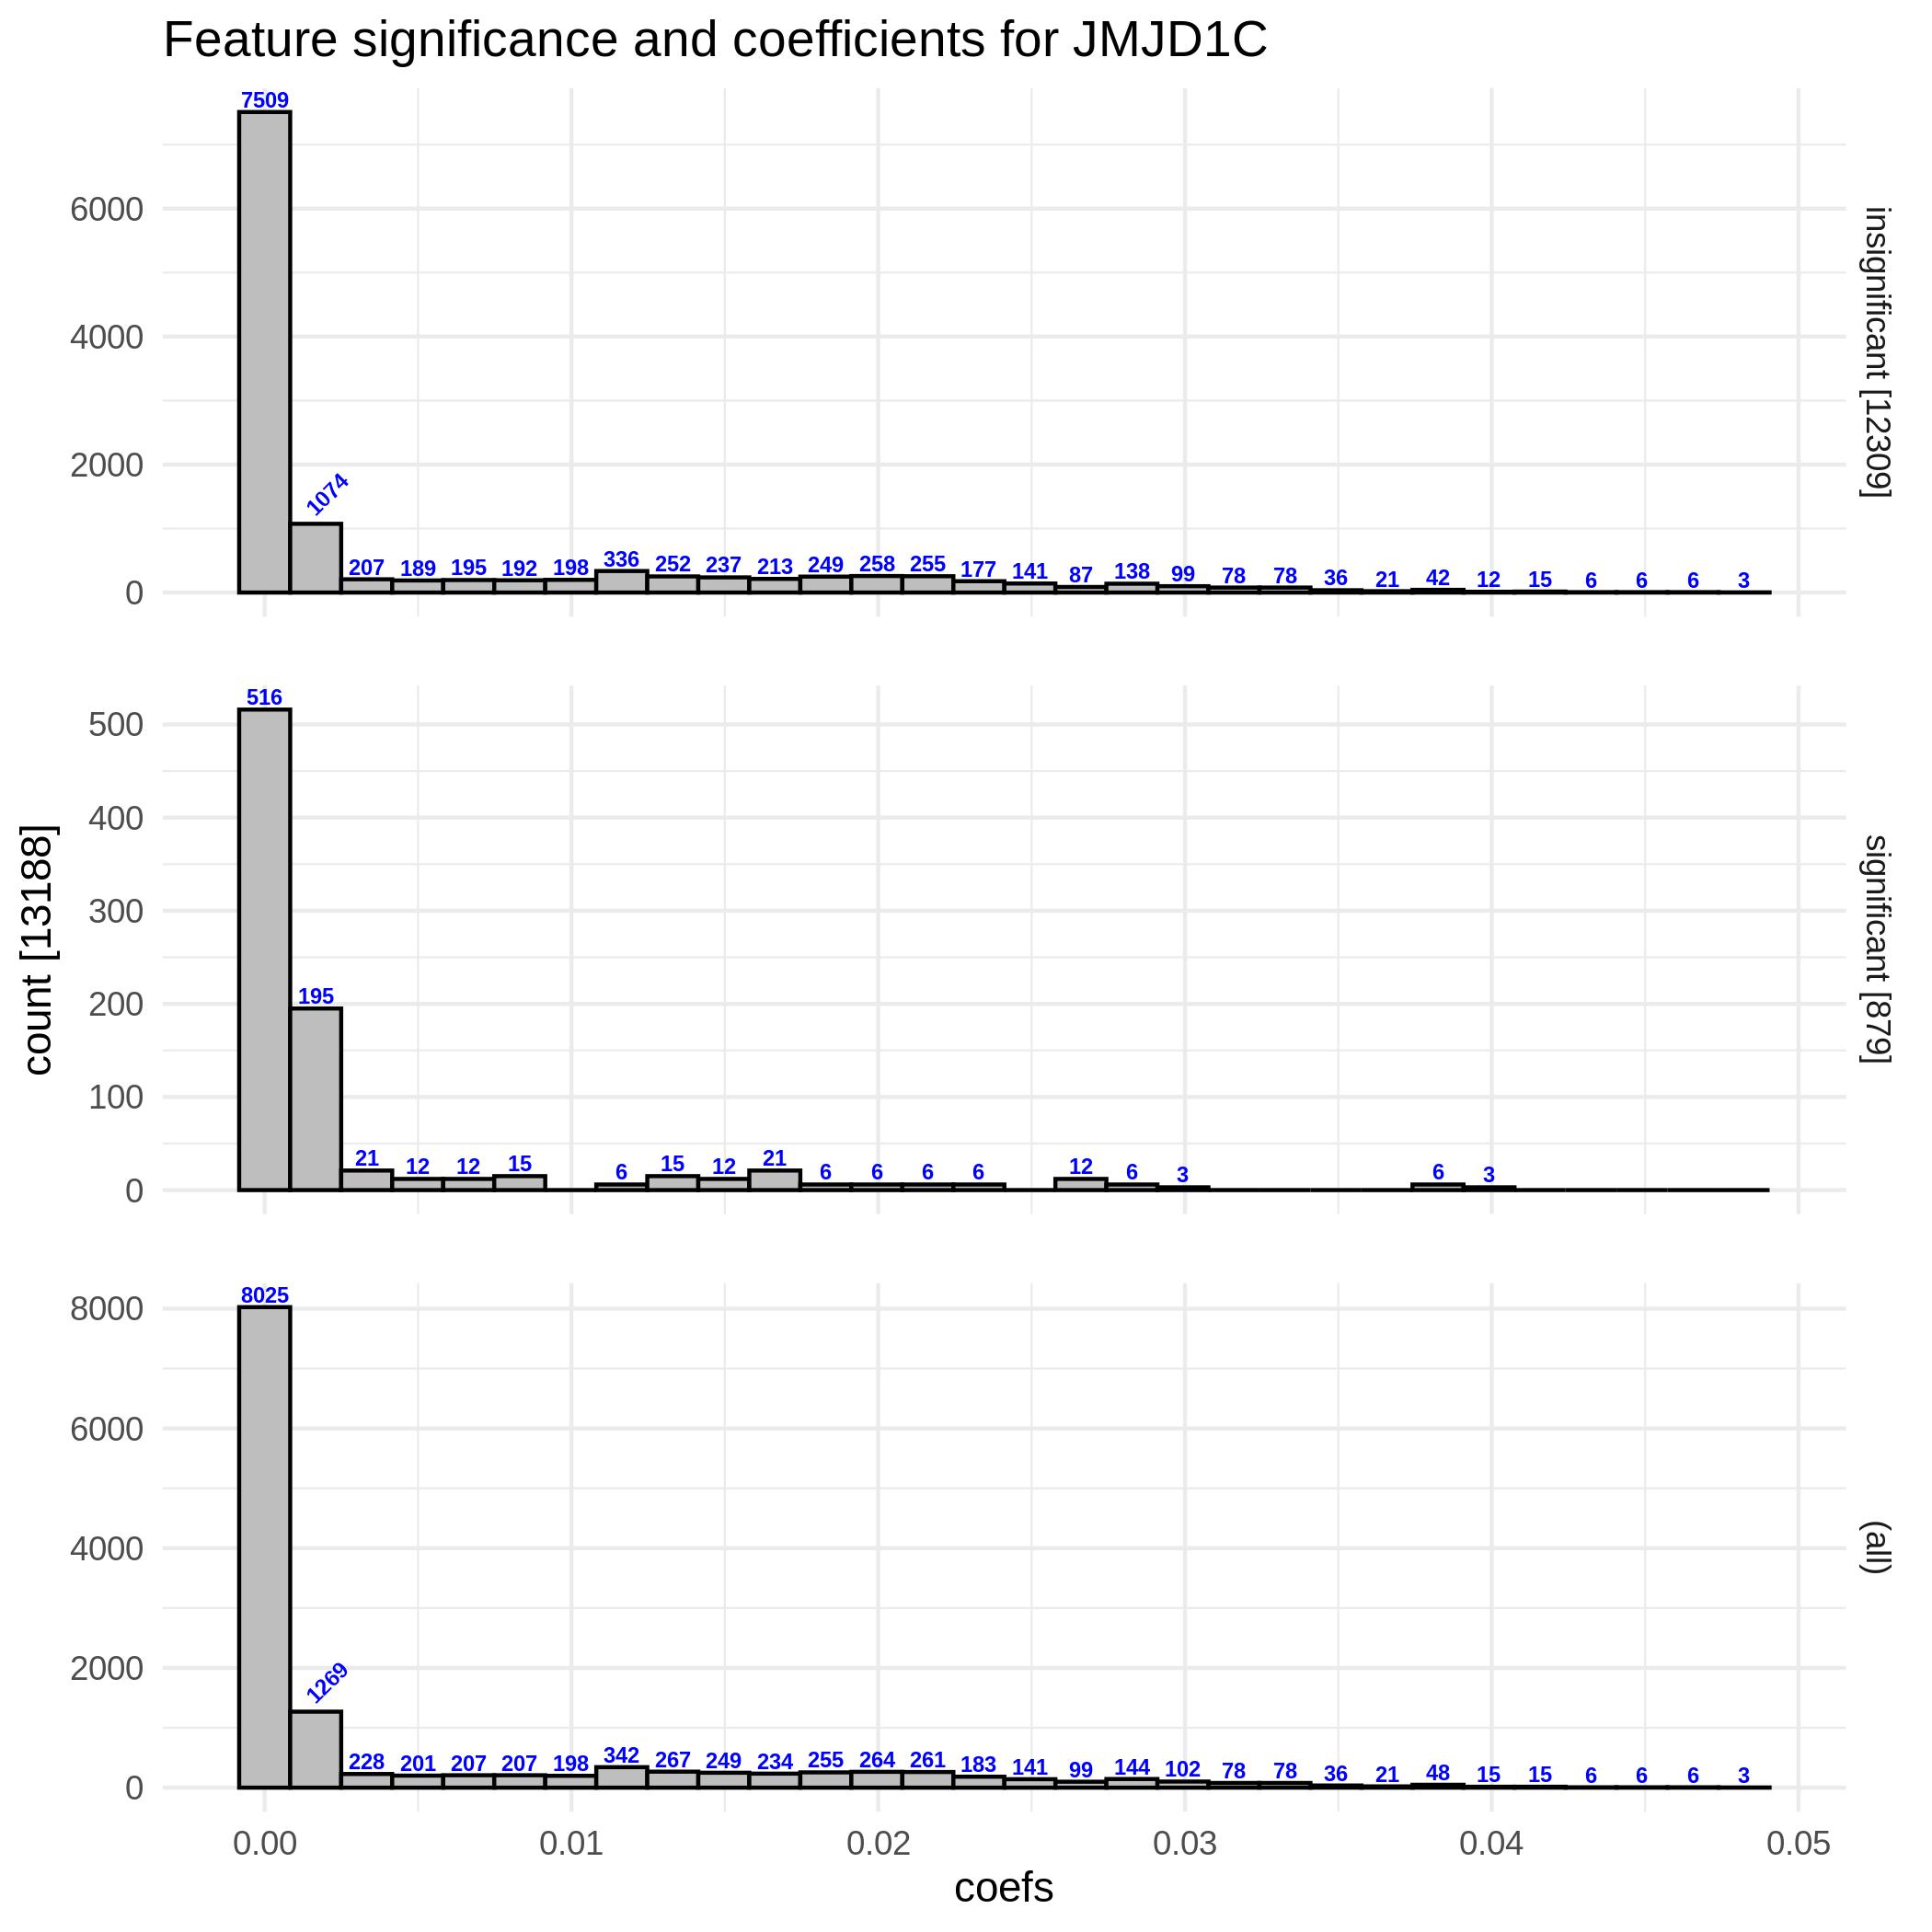 Feature significance and coefficients for JMJD1C
count [13188]
7509
6000
4000
2000
0
1074
207 189 195 192 198 336 252 237 213 249 258 255 177 141 87 138 99 78 78 36 21 42 12 15 6 6 6 3
insignificant [12309]
516
500
400
300
200
100
0
195
21 12 12 15 6 15 12 21 6 6 6 6 12 6 3 6 3
significant [879]
8025
8000
6000
4000
2000
0
1269
228 201 207 207 198 342 267 249 234 255 264 261 183 141 99 144 102 78 78 36 21 48 15 15 6 6 6 3
(all)
0.00 0.01 0.02 0.03 0.04 0.05
coefs